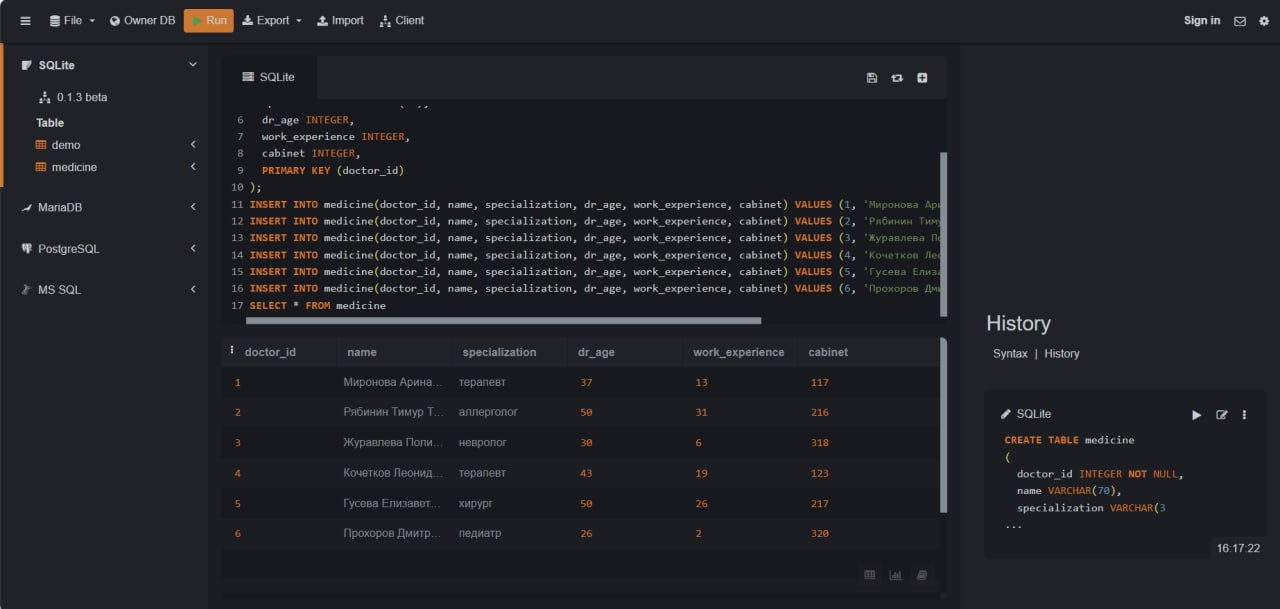 File Owner DB Run Export Import Client Sign in
SQLite
0.1.3 beta
Table
demo
medicine
MariaDB
PostgreSQL
MS SQL
SQLite
6 dr_age INTEGER,
7 work_experience INTEGER,
8 cabinet INTEGER,
9 PRIMARY KEY (doctor_id)
10 );
11 INSERT INTO medicine(doctor_id, name, specialization, dr_age, work_experience, cabinet) VALUES (1, 'Миронова Ари
12 INSERT INTO medicine(doctor_id, name, specialization, dr_age, work_experience, cabinet) VALUES (2, 'Рябинин Тиму
13 INSERT INTO medicine(doctor_id, name, specialization, dr_age, work_experience, cabinet) VALUES (3, 'Журавлева По
14 INSERT INTO medicine(doctor_id, name, specialization, dr_age, work_experience, cabinet) VALUES (4, 'Кочетков Лео
15 INSERT INTO medicine(doctor_id, name, specialization, dr_age, work_experience, cabinet) VALUES (5, 'Гусева Елиза
16 INSERT INTO medicine(doctor_id, name, specialization, dr_age, work_experience, cabinet) VALUES (6, 'Прохоров Дми
17 SELECT * FROM medicine
doctor_id name specialization dr_age work_experience cabinet
1 Миронова Арина... терапевт 37 13 117
2 Рябинин Тимур Т... аллерголог 50 31 216
3 Журавлева Поли... невролог 30 6 318
4 Кочетков Леонид... терапевт 43 19 123
5 Гусева Елизавет... хирург 50 26 217
6 Прохоров Дмитр... педиатр 26 2 320
History
Syntax | History
SQLite
CREATE TABLE medicine
(
doctor_id INTEGER NOT NULL,
name VARCHAR(70),
specialization VARCHAR(3
...
16:17:22